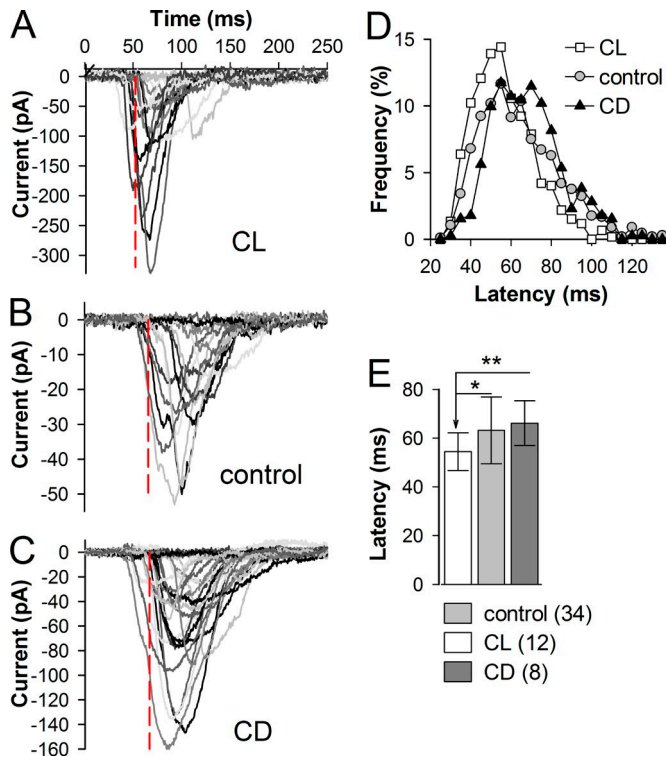 A
Time (ms)
0 50 100 150 200 250
Current (pA)
0
-50
-100
-150
-200
-250
-300
CL
B
Current (pA)
0
-10
-20
-30
-40
-50
control
C
Current (pA)
0
-20
-40
-60
-80
-100
-120
-140
-160
CD
D
Frequency (%)
15
10
5
0
CL
control
CD
20 40 60 80 100 120
Latency (ms)
E
**
*
Latency (ms)
80
60
40
20
0
control (34)
CL (12)
CD (8)